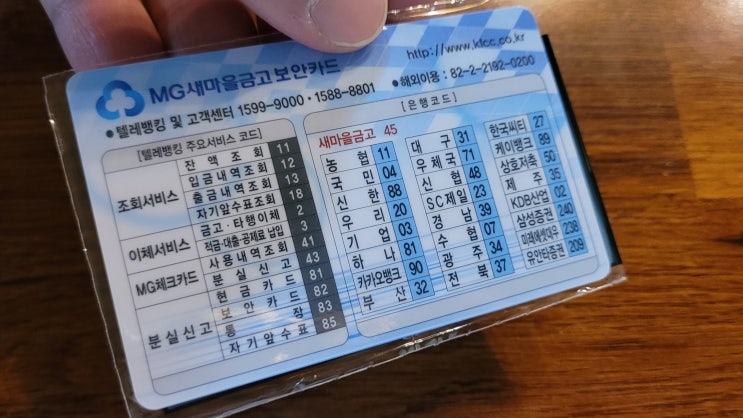 MG새마을금고 보안카드
http://www.kfcc.co.kr
●텔레뱅킹 및 고객센터 1599-9000 · 1588-8801
●해외이용 : 82-2-2192-0200
[텔레뱅킹 주요서비스 코드]
조회서비스
잔액조회 11
입금내역조회 12
출금내역조회 13
자기앞수표조회 18
이체서비스
금고·타행이체 2
적금·대출·공제료 납입 3
MG체크카드
사용내역조회 41
분실신고 43
분실신고
현금카드 81
보안카드 82
통장 83
자기앞수표 85
[은행코드]
새마을금고 45
농협 11
국민 04
신한 88
우리 20
기업 03
하나 81
카카오뱅크 90
부산 32
대구 31
우체국 71
신협 48
SC제일 23
경남 39
수협 07
광주 34
전북 37
한국씨티 27
케이뱅크 89
상호저축 50
제주 35
KDB산업 02
삼성증권 240
미래에셋대우 238
유안타증권 209